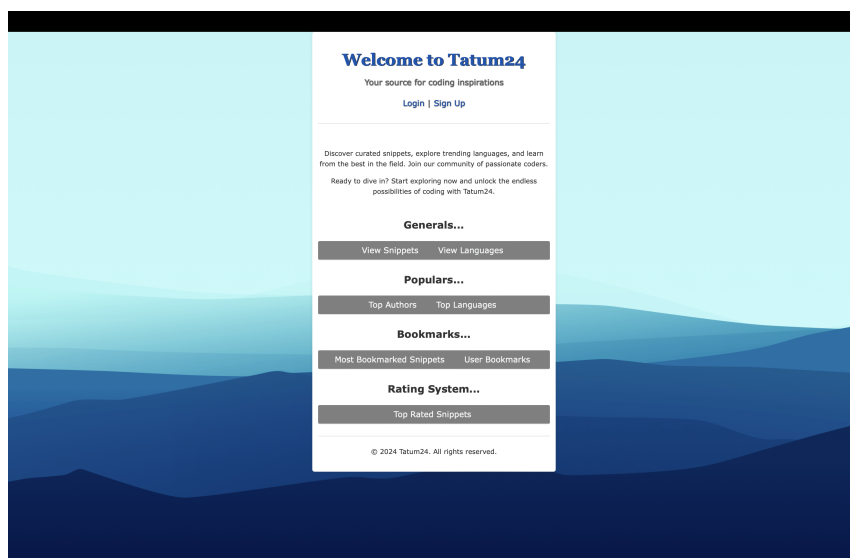 Welcome to Tatum24
Your source for coding inspirations
Login | Sign Up
Discover curated snippets, explore trending languages, and learn
from the best in the field. Join our community of passionate coders.
Ready to dive in? Start exploring now and unlock the endless
possibilities of coding with Tatum24.
Generals...
View Snippets View Languages
Populars...
Top Authors Top Languages
Bookmarks...
Most Bookmarked Snippets User Bookmarks
Rating System...
Top Rated Snippets
© 2024 Tatum24. All rights reserved.